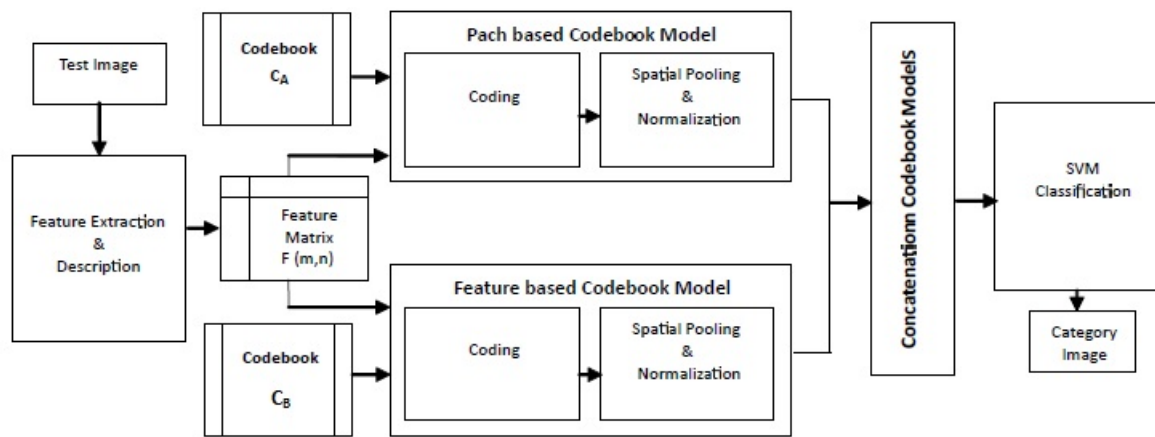 Test Image
Feature Extraction
&
Description
Codebook
CA
Feature
Matrix
F (m,n)
Codebook
CB
Pach based Codebook Model
Coding
Spatial Pooling
&
Normalization
Feature based Codebook Model
Coding
Spatial Pooling
&
Normalization
Concatenationn Codebook Models
SVM
Classification
Category
Image